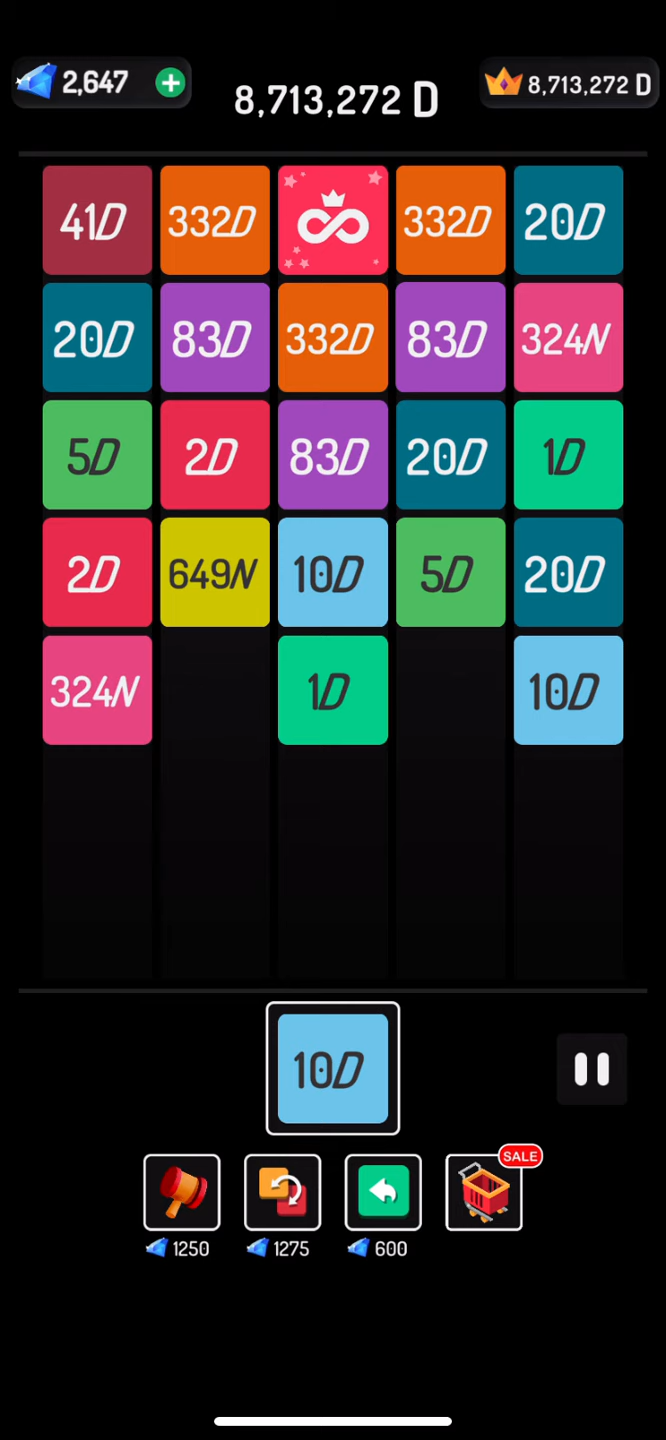 2,647
8,713,272 D
8,713,272 D
41D 332D 332D 20D
20D 83D 332D 83D 324N
5D 2D 83D 20D 1D
2D 649N 10D 5D 20D
324N 1D 10D
10D
SALE
1250 1275 600